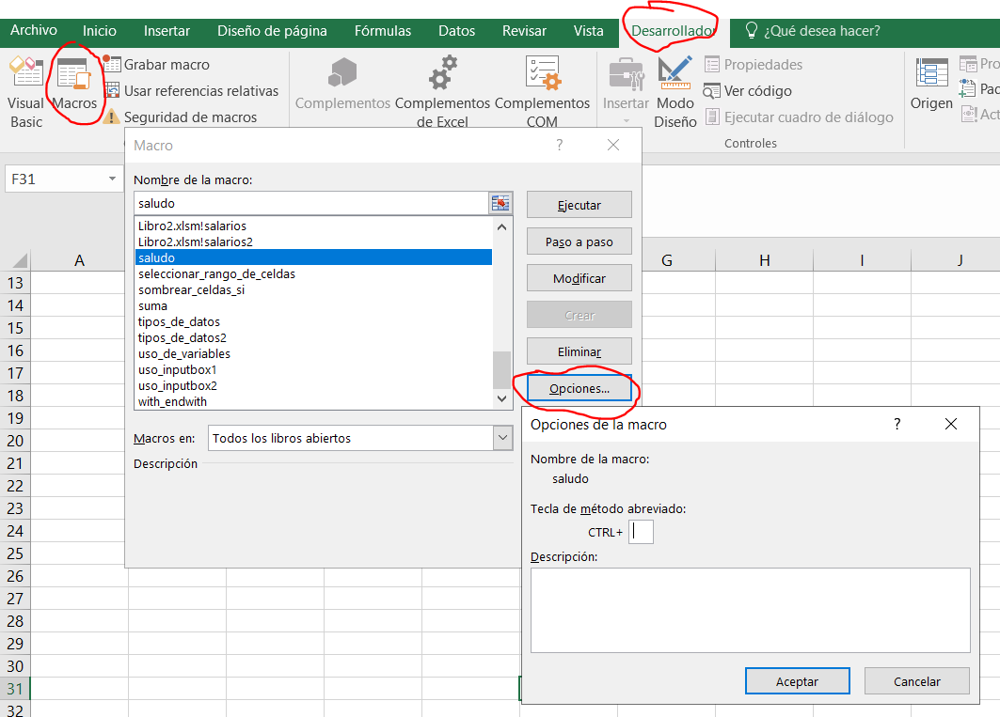 Archivo Inicio Insertar Diseño de página Fórmulas Datos Revisar Vista Desarrollador ¿Qué desea hacer?
Visual Basic
Macros
Grabar macro
Usar referencias relativas
Seguridad de macros
Complementos
Complementos de Excel
Complementos COM
Insertar
Modo Diseño
Propiedades
Ver código
Ejecutar cuadro de diálogo
Controles
Origen
F31
A G H I J
13
14
15
16
17
18
19
20
21
22
23
24
25
26
27
28
29
30
31
32
Macro ?
Nombre de la macro:
saludo
Libro2.xlsm!salarios
Libro2.xlsm!salarios2
saludo
seleccionar_rango_de_celdas
sombrear_celdas_si
suma
tipos_de_datos
tipos_de_datos2
uso_de_variables
uso_inputbox1
uso_inputbox2
with_endwith
Ejecutar
Paso a paso
Modificar
Crear
Eliminar
Opciones...
Macros en: Todos los libros abiertos
Descripción
Opciones de la macro ?
Nombre de la macro:
saludo
Tecla de método abreviado:
CTRL+
Descripción:
Aceptar Cancelar